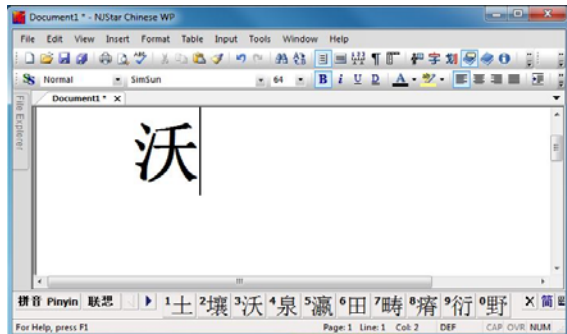 Document1 * - NJStar Chinese WP
File Edit View Insert Format Table Input Tools Window Help
Normal SimSun 64 B i U D A
Document1 * X
File Explorer
沃
拼音 Pinyin 联想 1土 2壤 3沃 4泉 5瀛 6田 7畴 8瘠 9衍 0野 X 简
For Help, press F1 Page: 1 Line: 1 Col: 2 DEF CAP OVR NUM